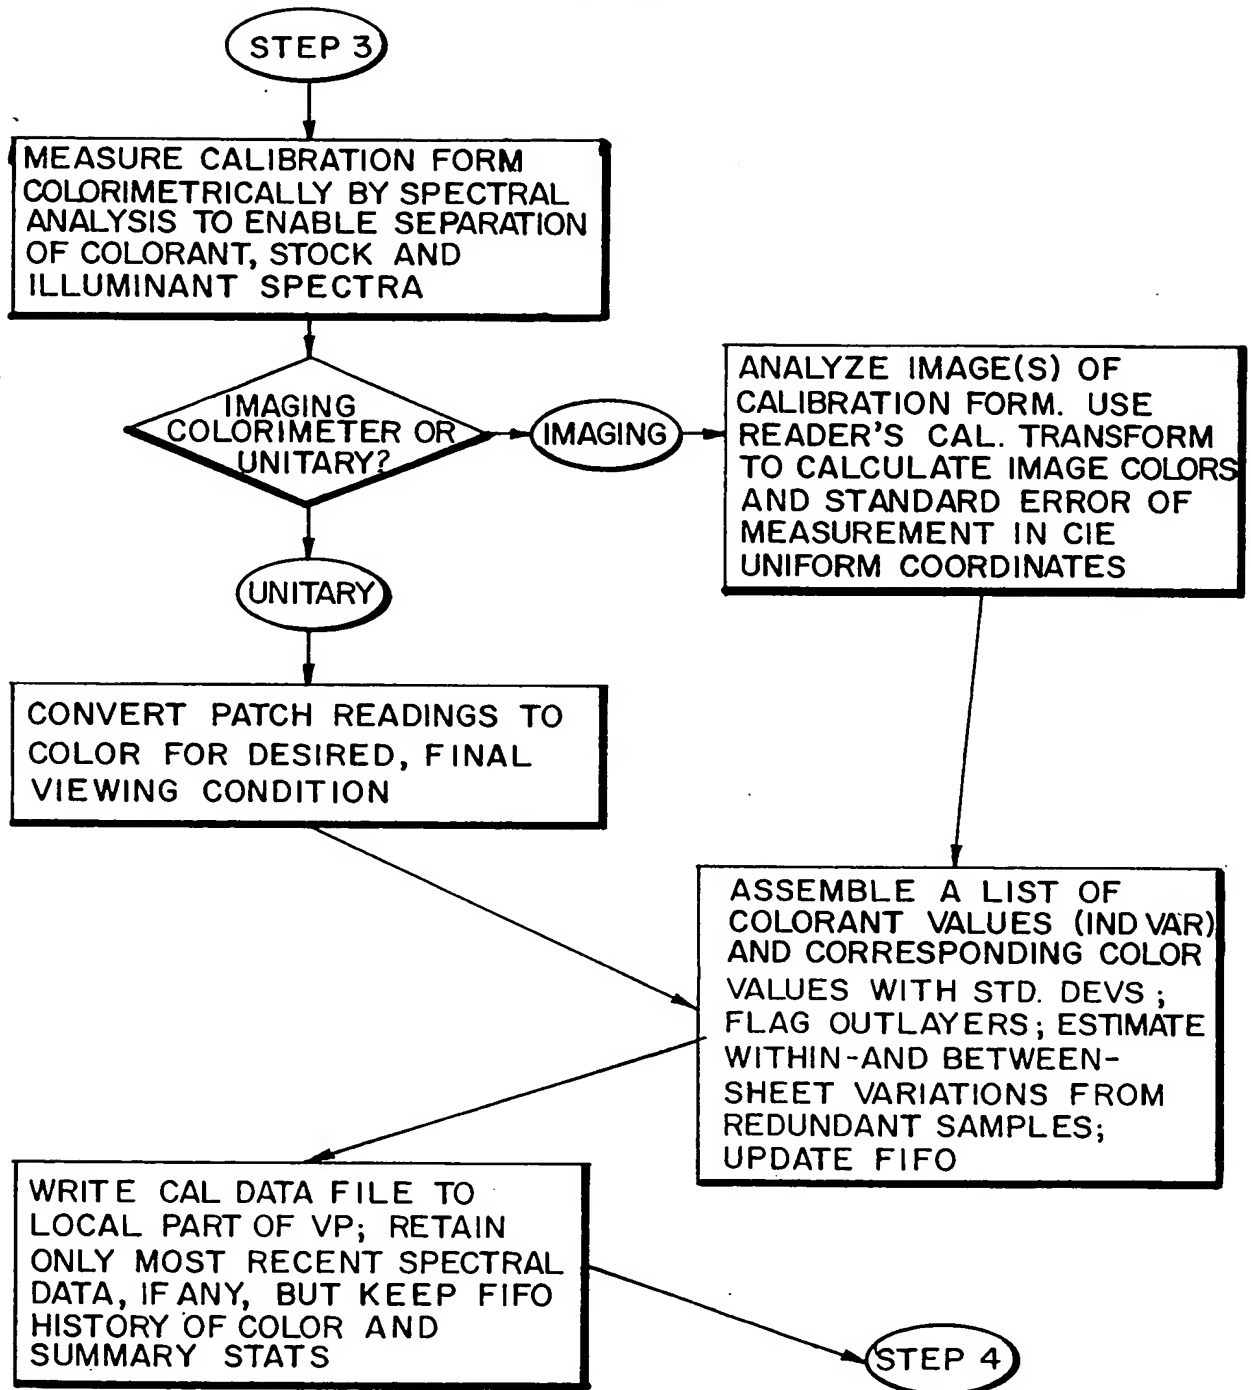 STEP 3
MEASURE CALIBRATION FORM
COLORIMETRICALLY BY SPECTRAL
ANALYSIS TO ENABLE SEPARATION
OF COLORANT, STOCK AND
ILLUMINANT SPECTRA
IMAGING
COLORIMETER OR
UNITARY?
IMAGING
ANALYZE IMAGE(S) OF
CALIBRATION FORM. USE
READER'S CAL. TRANSFORM
TO CALCULATE IMAGE COLORS
AND STANDARD ERROR OF
MEASUREMENT IN CIE
UNIFORM COORDINATES
UNITARY
CONVERT PATCH READINGS TO
COLOR FOR DESIRED, FINAL
VIEWING CONDITION
ASSEMBLE A LIST OF
COLORANT VALUES (IND VAR)
AND CORRESPONDING COLOR
VALUES WITH STD. DEVS;
FLAG OUTLAYERS; ESTIMATE
WITHIN-AND BETWEEN-
SHEET VARIATIONS FROM
REDUNDANT SAMPLES;
UPDATE FIFO
WRITE CAL DATA FILE TO
LOCAL PART OF VP; RETAIN
ONLY MOST RECENT SPECTRAL
DATA, IF ANY, BUT KEEP FIFO
HISTORY OF COLOR AND
SUMMARY STATS
STEP 4